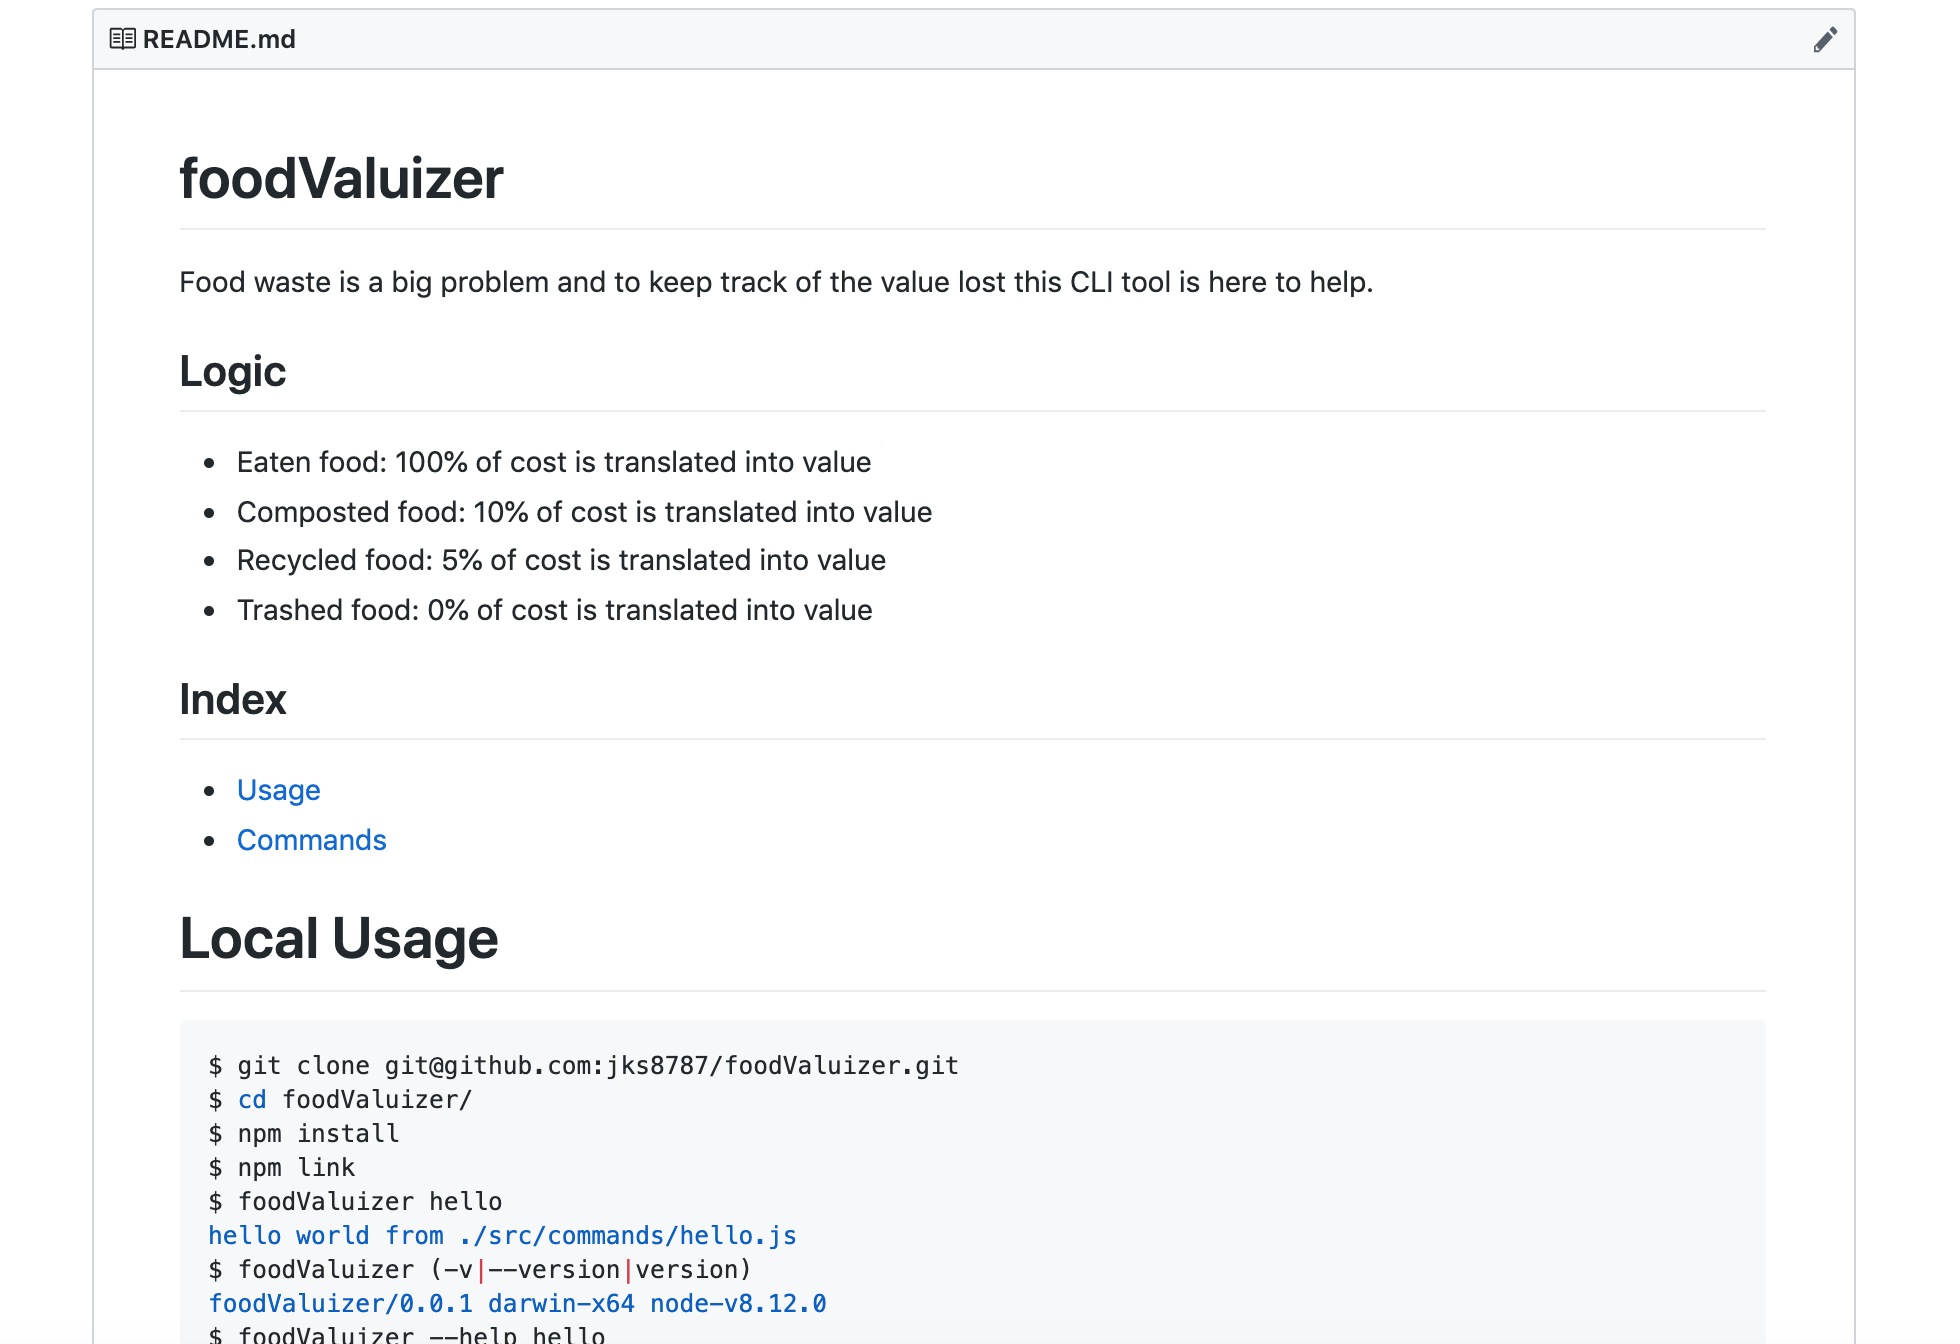 README.md
foodValuizer
Food waste is a big problem and to keep track of the value lost this CLI tool is here to help.
Logic
Eaten food: 100% of cost is translated into value
Composted food: 10% of cost is translated into value
Recycled food: 5% of cost is translated into value
Trashed food: 0% of cost is translated into value
Index
Usage
Commands
Local Usage
$ git clone git@github.com:jks8787/foodValuizer.git
$ cd foodValuizer/
$ npm install
$ npm link
$ foodValuizer hello
hello world from ./src/commands/hello.js
$ foodValuizer (-v|--version|version)
foodValuizer/0.0.1 darwin-x64 node-v8.12.0
$ foodValuizer --help hello